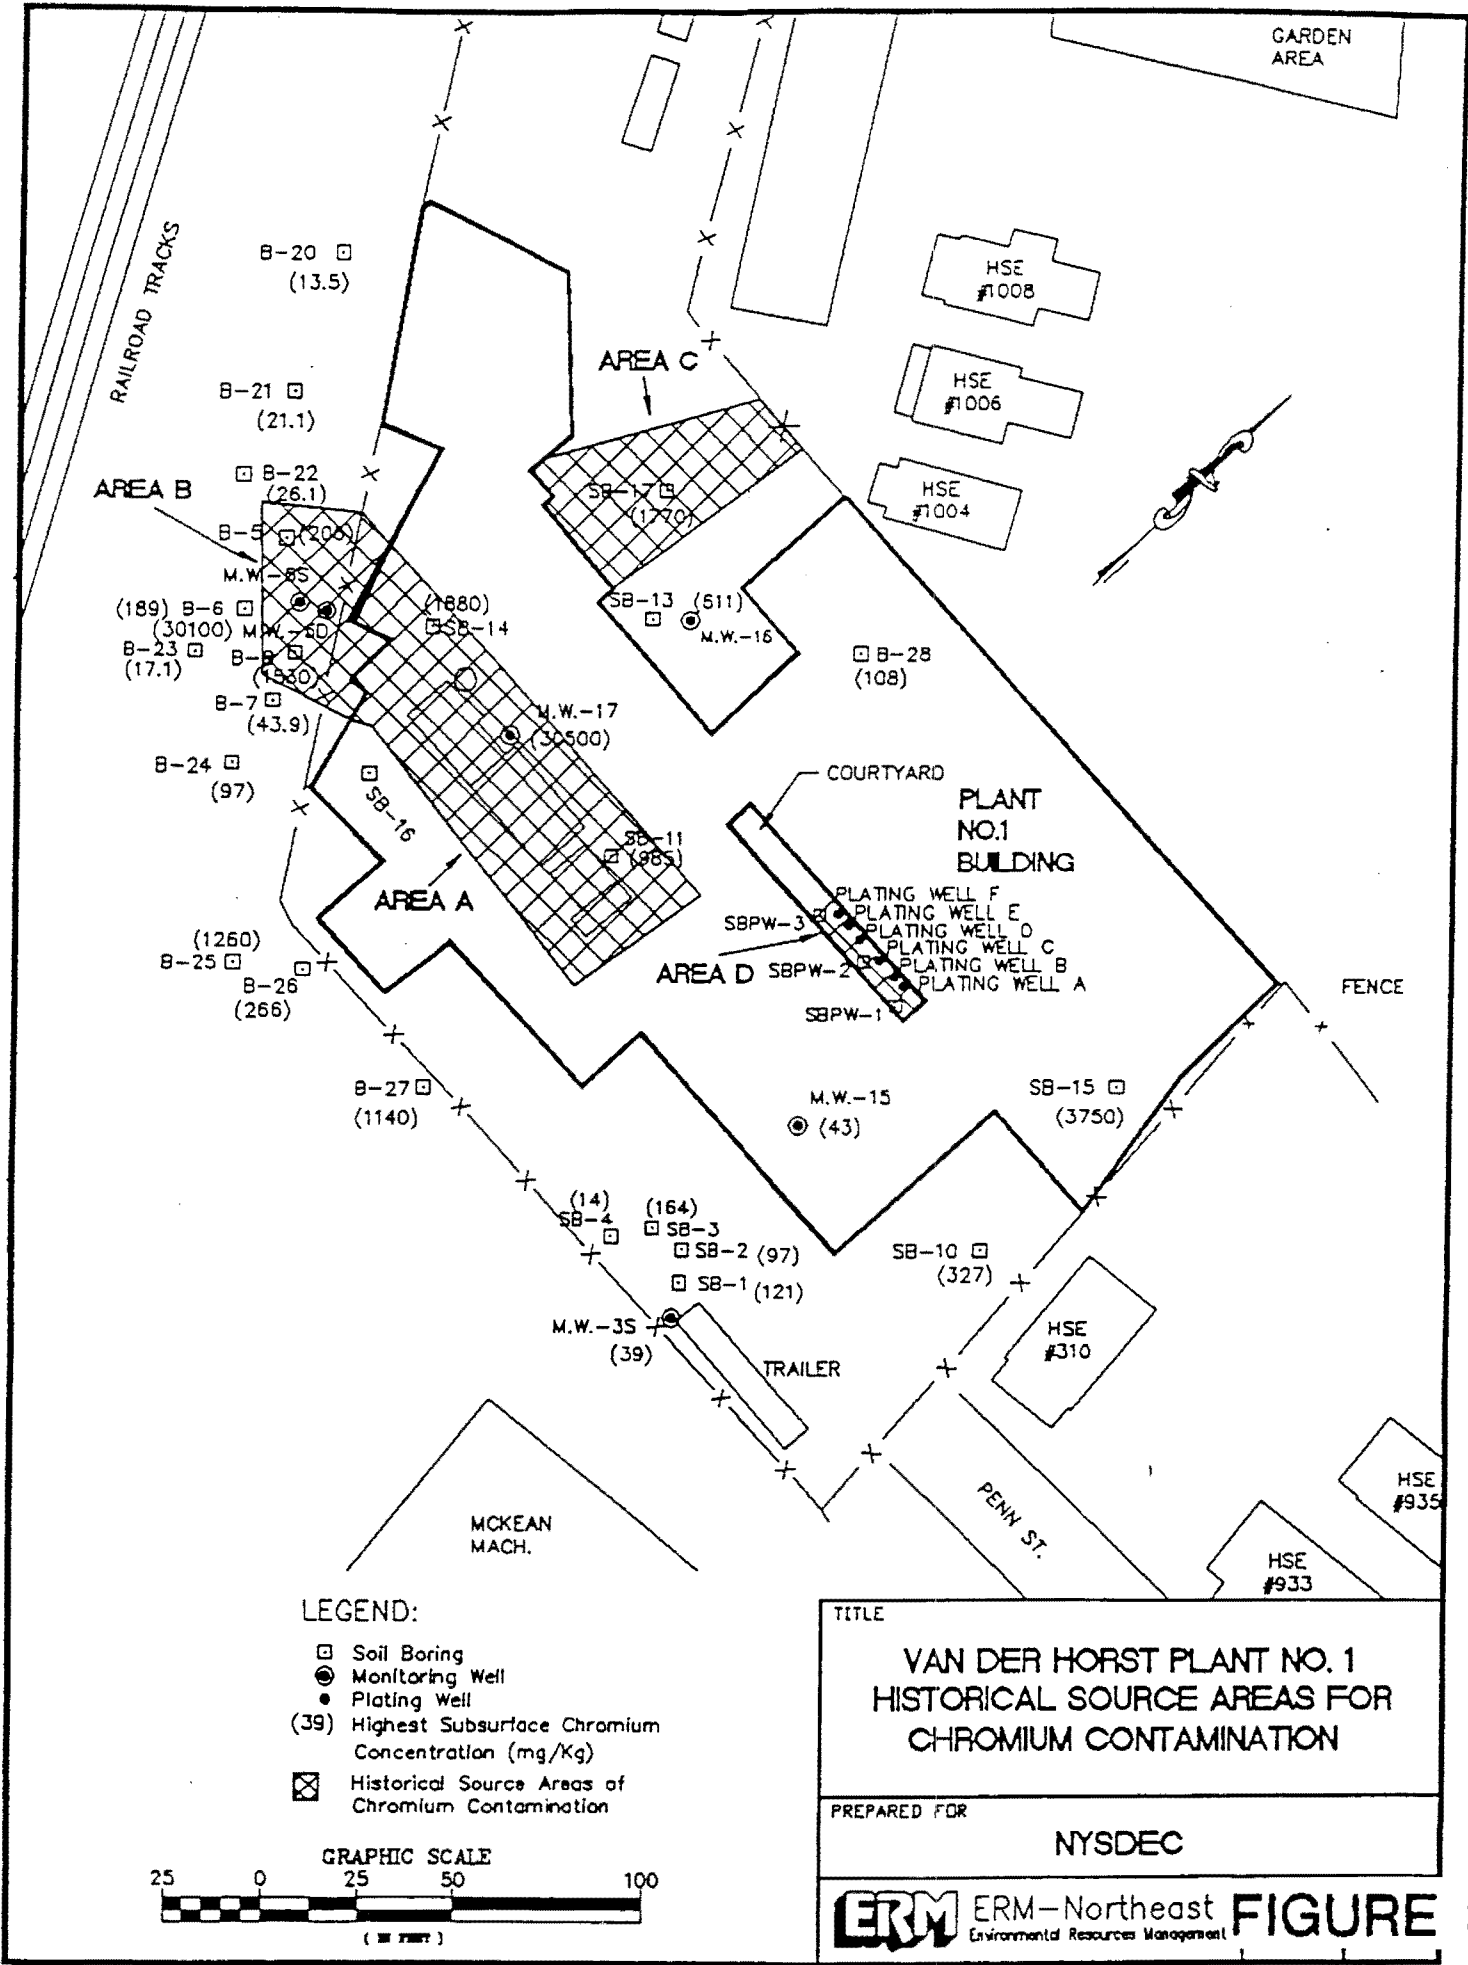 GARDEN
AREA
RAILROAD TRACKS
B-20
(13.5)
HSE
#1008
AREA C
B-21
(21.1)
HSE
#1006
B-22
(26.1)
AREA B
SB-17
(1770)
HSE
#1004
B-5
M.W.-5S
(189) B-6
(30100) M.W.-5D
(1880)
SB-14
SB-13
(511)
M.W.-16
B-23
(17.1)
(1530)
B-28
(108)
B-7
(43.9)
M.W.-17
(30500)
B-24
(97)
SB-16
COURTYARD
PLANT
NO.1
BUILDING
SB-11
(985)
AREA A
PLATING WELL F
PLATING WELL E
PLATING WELL D
PLATING WELL C
PLATING WELL B
PLATING WELL A
SBPW-3
SBPW-2
SBPW-1
AREA D
(1260)
B-25
B-26
(266)
FENCE
B-27
(1140)
M.W.-15
(43)
SB-15
(3750)
(14)
SB-4
(164)
SB-3
SB-2 (97)
SB-1 (121)
SB-10
(327)
M.W.-3S
(39)
TRAILER
HSE
#310
MCKEAN
MACH.
PENN ST.
HSE
#935
HSE
#933
LEGEND:
Soil Boring
Monitoring Well
Plating Well
(39) Highest Subsurface Chromium
Concentration (mg/Kg)
Historical Source Areas of
Chromium Contamination
GRAPHIC SCALE
25 0 25 50 100
( IN FEET )
TITLE
VAN DER HORST PLANT NO. 1
HISTORICAL SOURCE AREAS FOR
CHROMIUM CONTAMINATION
PREPARED FOR
NYSDEC
ERM ERM-Northeast
Environmental Resources Management
FIGURE